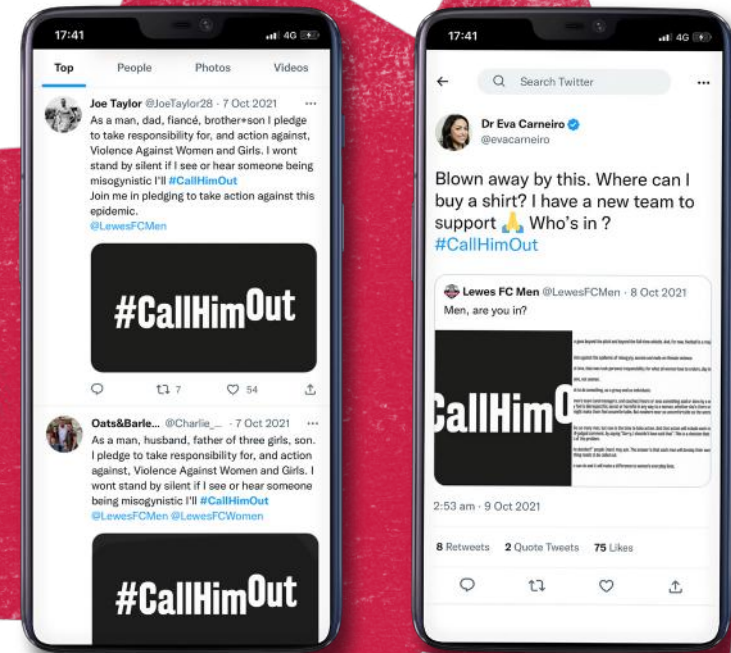 17:41
4G
Top People Photos Videos
Joe Taylor @JoeTaylor28 · 7 Oct 2021
As a man, dad, fiancé, brother+son I pledge
to take responsibility for, and action against,
Violence Against Women and Girls. I wont
stand by silent if I see or hear someone being
misogynistic I'll #CallHimOut
Join me in pledging to take action against this
epidemic.
@LewesFCMen
#CallHimOut
7 54
Oats&Barle... @Charlie_... · 7 Oct 2021
As a man, husband, father of three girls, son.
I pledge to take responsibility for, and action
against, Violence Against Women and Girls. I
wont stand by silent if I see or hear someone
being misogynistic I'll #CallHimOut
@LewesFCMen @LewesFCWomen
#CallHimOut
17:41
4G
Search Twitter
Dr Eva Carneiro
@evacarneiro
Blown away by this. Where can I
buy a shirt? I have a new team to
support 🙏 Who's in ?
#CallHimOut
Lewes FC Men @LewesFCMen · 8 Oct 2021
Men, are you in?
CallHimO
2:53 am · 9 Oct 2021
8 Retweets 2 Quote Tweets 75 Likes